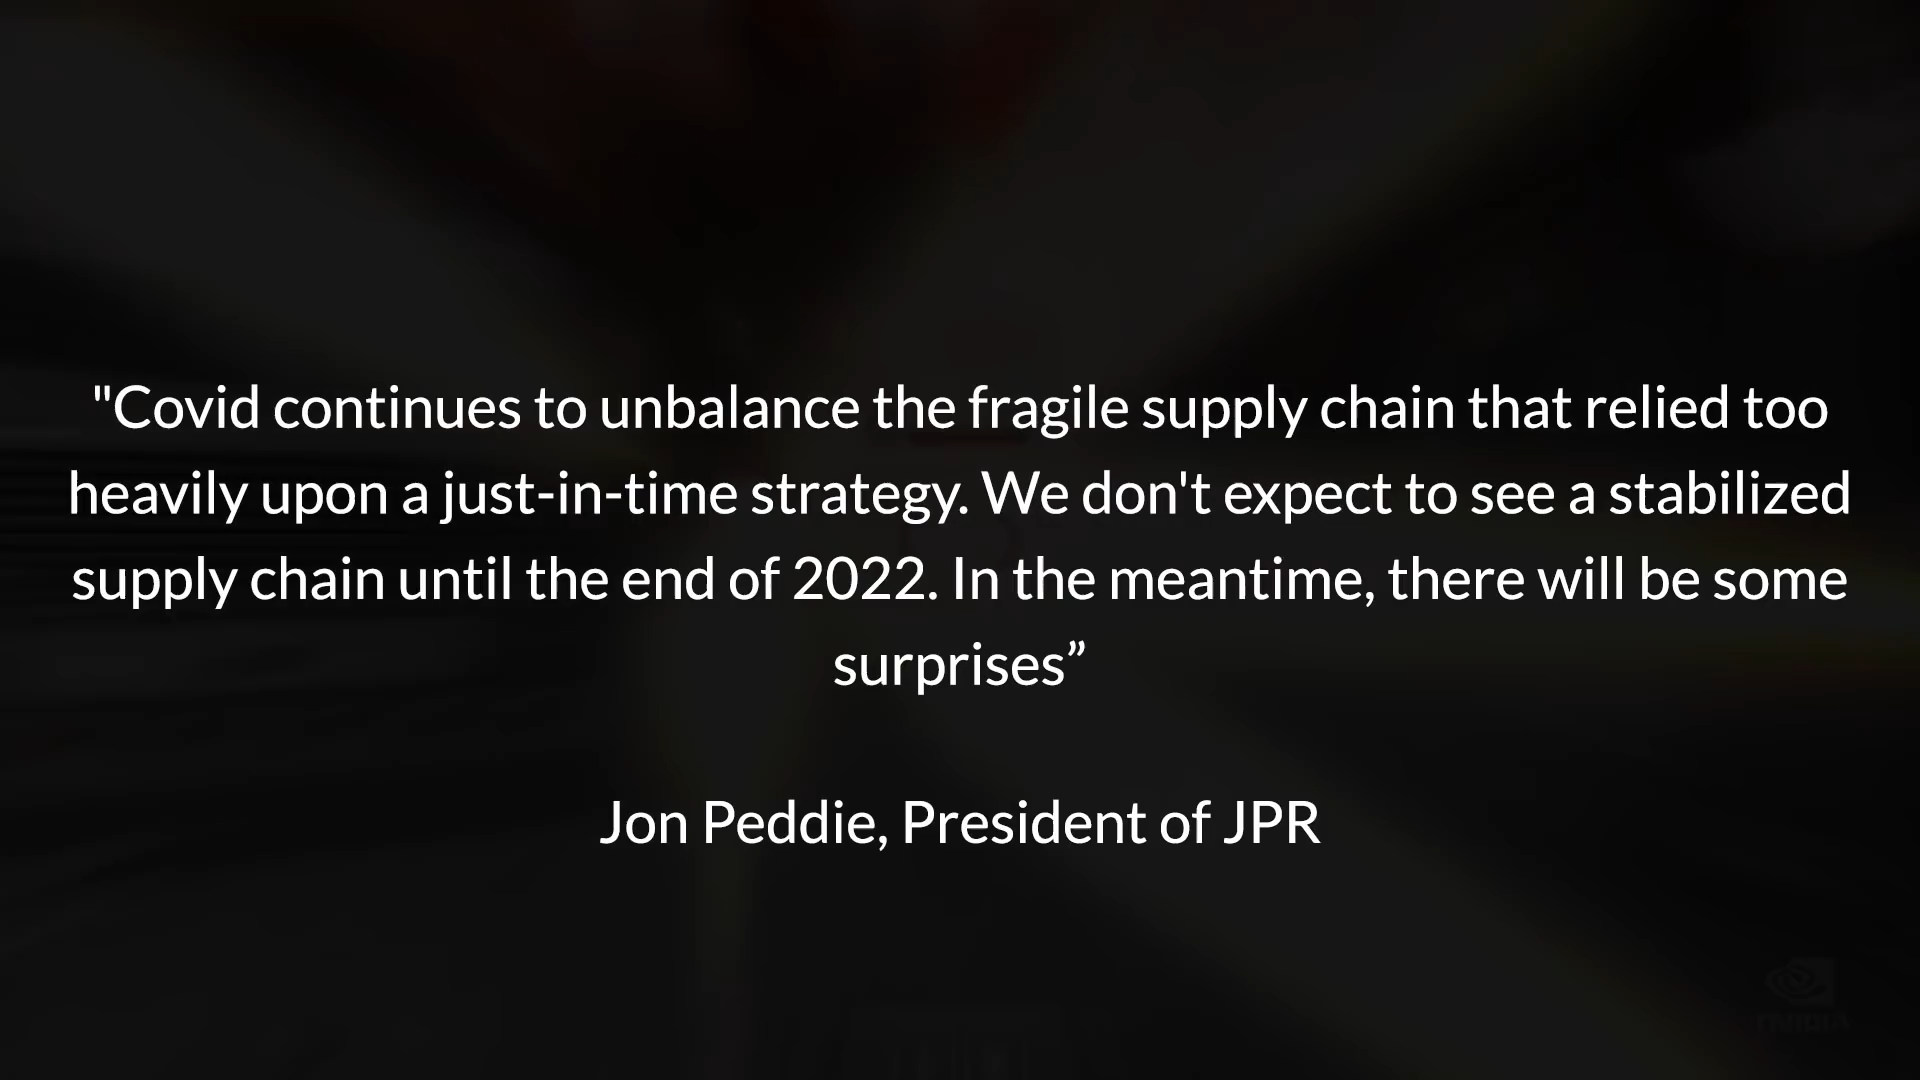 "Covid continues to unbalance the fragile supply chain that relied too
heavily upon a just-in-time strategy. We don't expect to see a stabilized
supply chain until the end of 2022. In the meantime, there will be some
surprises”
Jon Peddie, President of JPR
NVIDIA